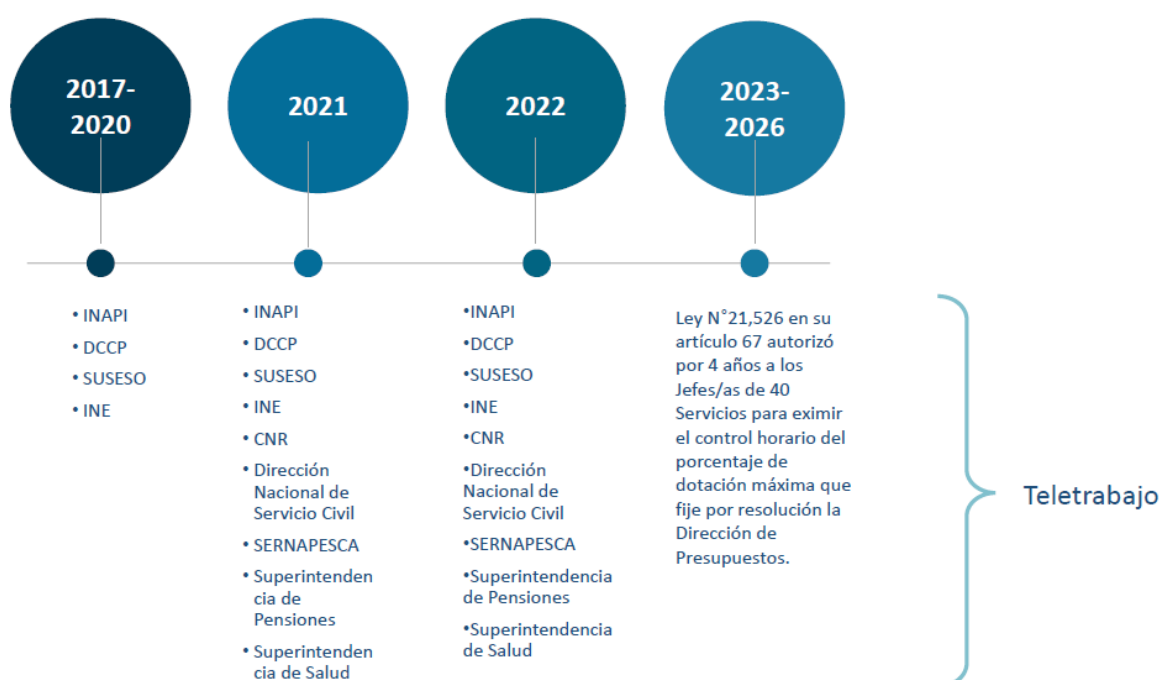 2017-
2020
2021
2022
2023-
2026
• INAPI
• DCCP
• SUSESO
• INE
• INAPI
• DCCP
• SUSESO
• INE
• CNR
• Dirección
Nacional de
Servicio Civil
• SERNAPESCA
• Superintenden
cia de
Pensiones
• Superintenden
cia de Salud
•INAPI
•DCCP
•SUSESO
•INE
•CNR
•Dirección
Nacional de
Servicio Civil
•SERNAPESCA
•Superintendencia
de Pensiones
•Superintendencia
de Salud
Ley N°21,526 en su
artículo 67 autorizó
por 4 años a los
Jefes/as de 40
Servicios para eximir
el control horario del
porcentaje de
dotación máxima que
fije por resolución la
Dirección de
Presupuestos.
Teletrabajo